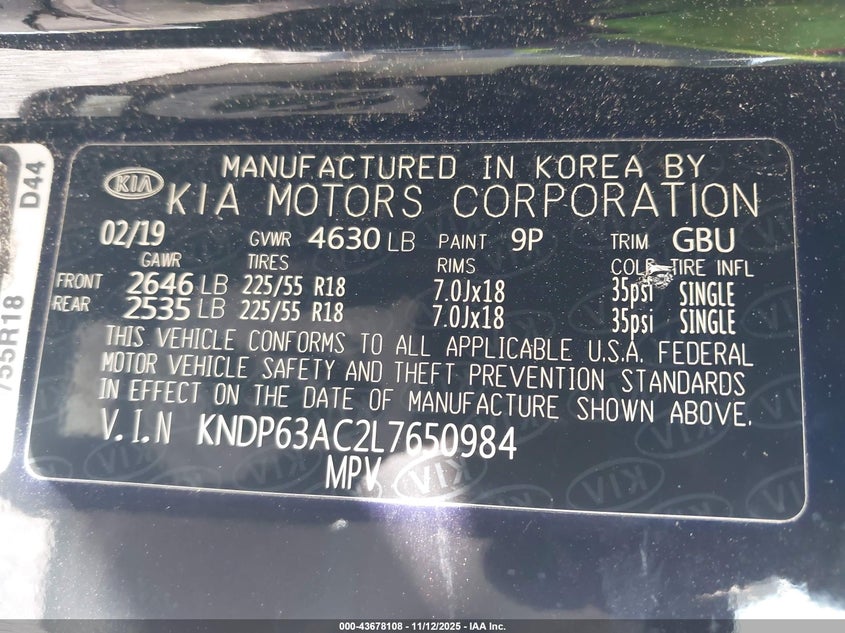 D44
/55R18
KIA
MANUFACTURED IN KOREA BY
KIA MOTORS CORPORATION
02/19 GVWR 4630 LB PAINT 9P TRIM GBU
GAWR TIRES RIMS COLD TIRE INFL
FRONT 2646 LB 225/55 R18 7.0Jx18 35psi SINGLE
REAR 2535 LB 225/55 R18 7.0Jx18 35psi SINGLE
THIS VEHICLE CONFORMS TO ALL APPLICABLE U.S.A. FEDERAL
MOTOR VEHICLE SAFETY AND THEFT PREVENTION STANDARDS
IN EFFECT ON THE DATE OF MANUFACTURE SHOWN ABOVE.
V.I.N KNDP63AC2L7650984
MPV
000-43678108 - 11/12/2025 - IAA Inc.